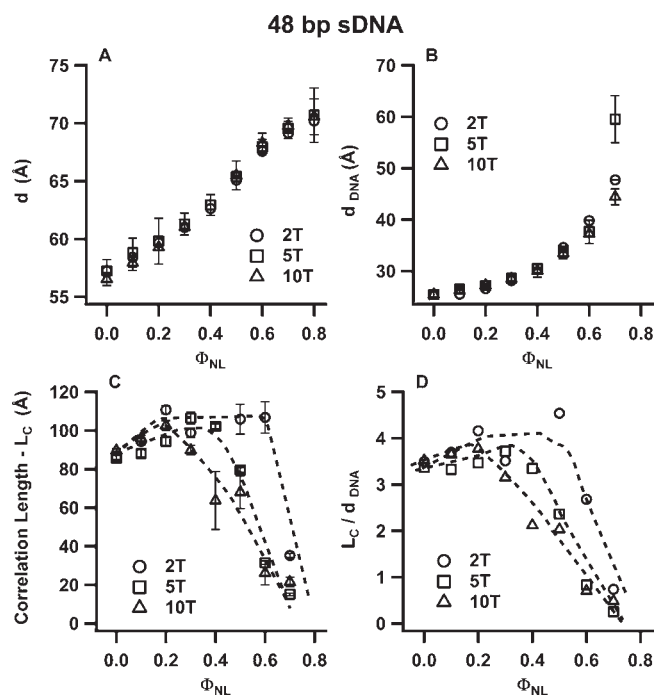 48 bp sDNA
A
75
70
65
60
55
d (Å)
0.0 0.2 0.4 0.6 0.8
ΦNL
2T
5T
10T
B
70
60
50
40
30
d DNA (Å)
0.0 0.2 0.4 0.6 0.8
ΦNL
2T
5T
10T
C
120
100
80
60
40
20
0
Correlation Length - LC (Å)
0.0 0.2 0.4 0.6 0.8
ΦNL
2T
5T
10T
D
5
4
3
2
1
0
LC / d DNA
0.0 0.2 0.4 0.6 0.8
ΦNL
2T
5T
10T